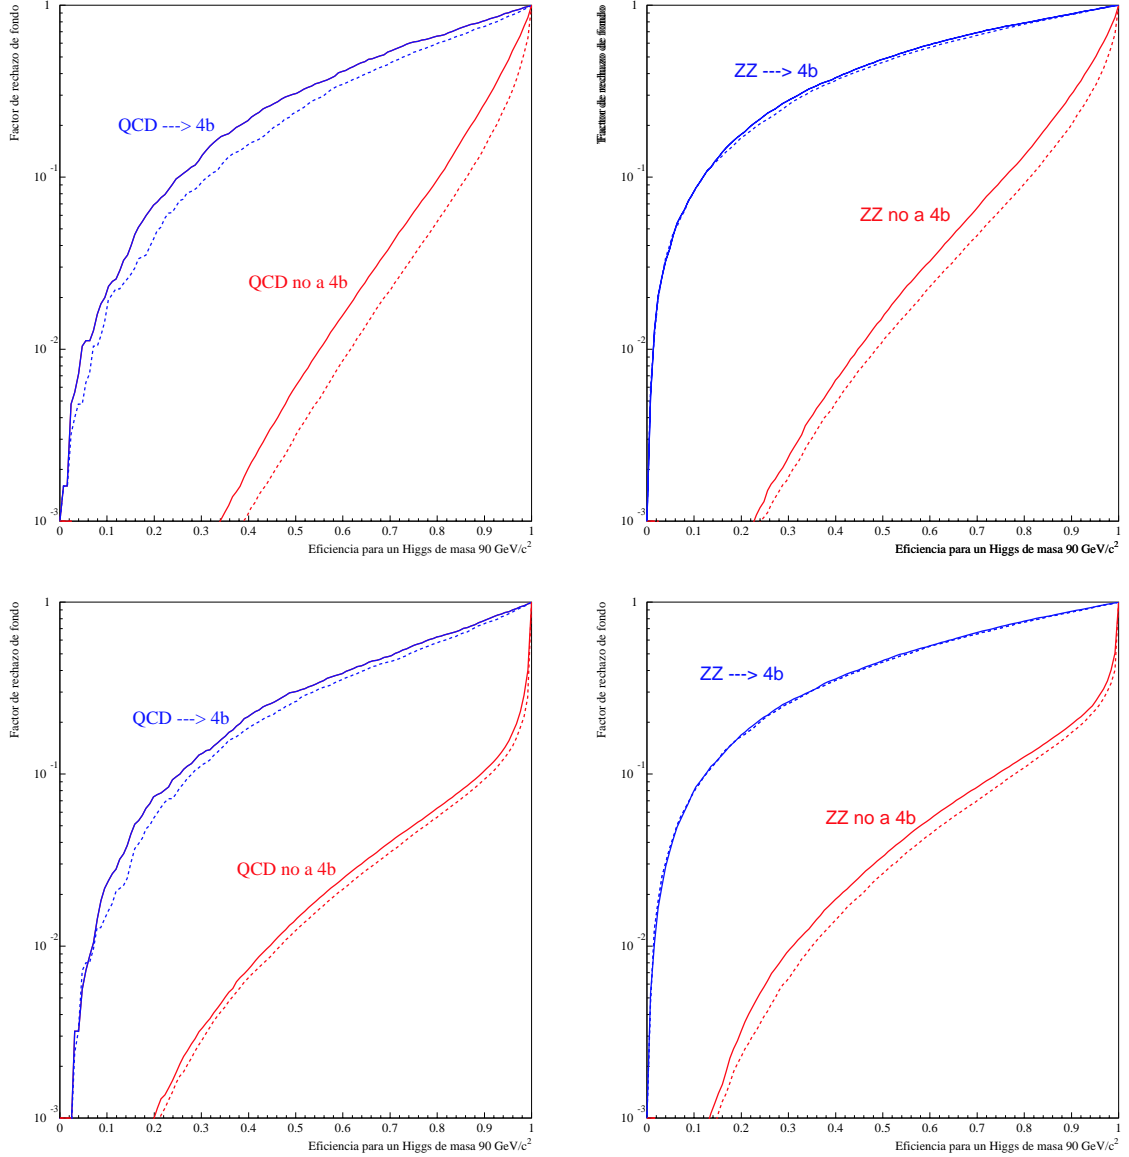 Factor de rechazo de fondo
1
10 -1
10 -2
10 -3
QCD ---> 4b
QCD no a 4b
0 0.1 0.2 0.3 0.4 0.5 0.6 0.7 0.8 0.9 1
Eficiencia para un Higgs de masa 90 GeV/c2
Factor de rechazo de fondo
1
10 -1
10 -2
10 -3
ZZ ---> 4b
ZZ no a 4b
0 0.1 0.2 0.3 0.4 0.5 0.6 0.7 0.8 0.9 1
Eficiencia para un Higgs de masa 90 GeV/c2
Factor de rechazo de fondo
1
10 -1
10 -2
10 -3
QCD ---> 4b
QCD no a 4b
0 0.1 0.2 0.3 0.4 0.5 0.6 0.7 0.8 0.9 1
Eficiencia para un Higgs de masa 90 GeV/c2
Factor de rechazo de fondo
1
10 -1
10 -2
10 -3
ZZ ---> 4b
ZZ no a 4b
0 0.1 0.2 0.3 0.4 0.5 0.6 0.7 0.8 0.9 1
Eficiencia para un Higgs de masa 90 GeV/c2